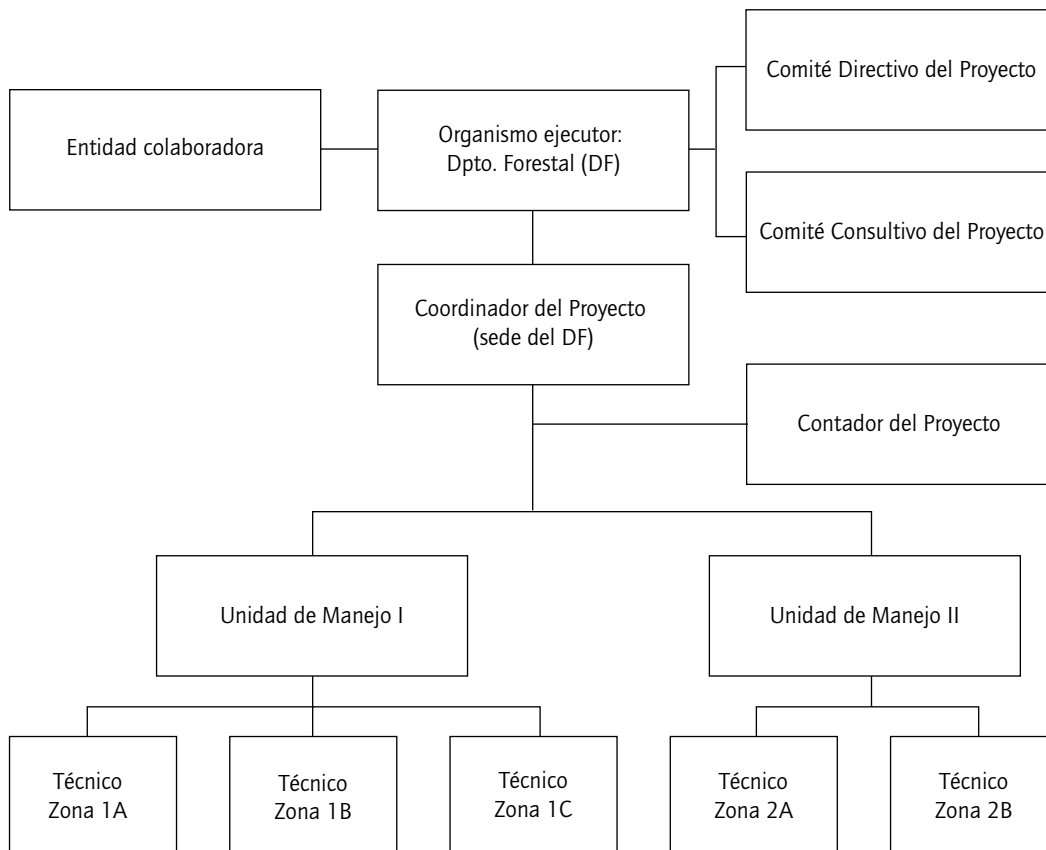 Comité Directivo del Proyecto
Entidad colaboradora
Organismo ejecutor:
Dpto. Forestal (DF)
Comité Consultivo del Proyecto
Coordinador del Proyecto
(sede del DF)
Contador del Proyecto
Unidad de Manejo I
Unidad de Manejo II
Técnico
Zona 1A
Técnico
Zona 1B
Técnico
Zona 1C
Técnico
Zona 2A
Técnico
Zona 2B